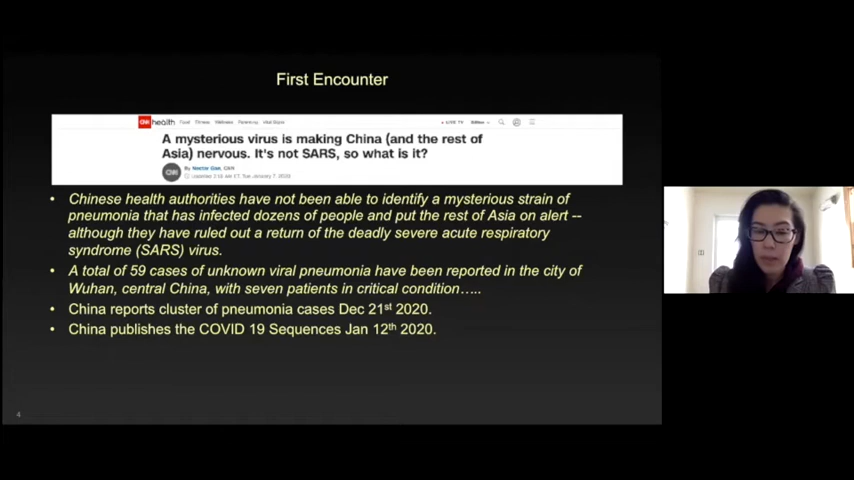 First Encounter
CNN health Food Fitness Wellness Parenting Vital Signs LIVE TV Edition
A mysterious virus is making China (and the rest of
Asia) nervous. It's not SARS, so what is it?
By Nectar Gan, CNN
Updated ET, Tue January 7, 2020
• Chinese health authorities have not been able to identify a mysterious strain of
pneumonia that has infected dozens of people and put the rest of Asia on alert --
although they have ruled out a return of the deadly severe acute respiratory
syndrome (SARS) virus.
• A total of 59 cases of unknown viral pneumonia have been reported in the city of
Wuhan, central China, with seven patients in critical condition…..
• China reports cluster of pneumonia cases Dec 21st 2020.
• China publishes the COVID 19 Sequences Jan 12th 2020.
4